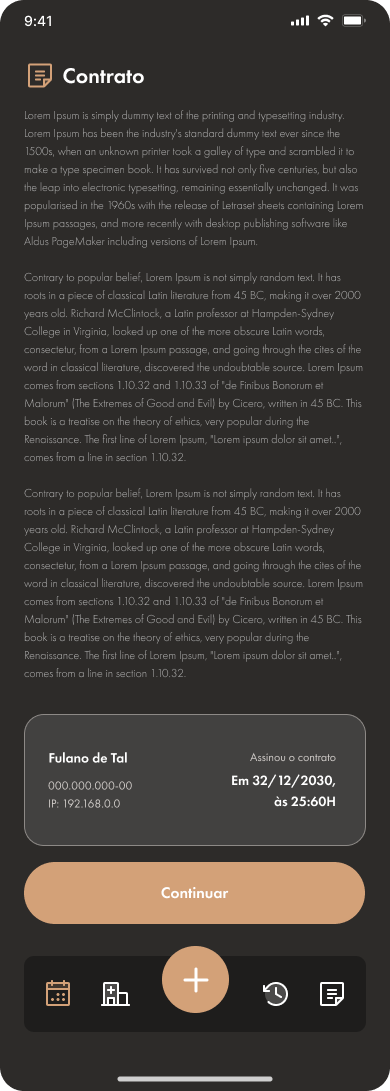 9:41
Contrato
Lorem Ipsum is simply dummy text of the printing and typesetting industry.
Lorem Ipsum has been the industry's standard dummy text ever since the
1500s, when an unknown printer took a galley of type and scrambled it to
make a type specimen book. It has survived not only five centuries, but also
the leap into electronic typesetting, remaining essentially unchanged. It was
popularised in the 1960s with the release of Letraset sheets containing Lorem
Ipsum passages, and more recently with desktop publishing software like
Aldus PageMaker including versions of Lorem Ipsum.
Contrary to popular belief, Lorem Ipsum is not simply random text. It has
roots in a piece of classical Latin literature from 45 BC, making it over 2000
years old. Richard McClintock, a Latin professor at Hampden-Sydney
College in Virginia, looked up one of the more obscure Latin words,
consectetur, from a Lorem Ipsum passage, and going through the cites of the
word in classical literature, discovered the undoubtable source. Lorem Ipsum
comes from sections 1.10.32 and 1.10.33 of "de Finibus Bonorum et
Malorum" (The Extremes of Good and Evil) by Cicero, written in 45 BC. This
book is a treatise on the theory of ethics, very popular during the
Renaissance. The first line of Lorem Ipsum, "Lorem ipsum dolor sit amet..",
comes from a line in section 1.10.32.
Contrary to popular belief, Lorem Ipsum is not simply random text. It has
roots in a piece of classical Latin literature from 45 BC, making it over 2000
years old. Richard McClintock, a Latin professor at Hampden-Sydney
College in Virginia, looked up one of the more obscure Latin words,
consectetur, from a Lorem Ipsum passage, and going through the cites of the
word in classical literature, discovered the undoubtable source. Lorem Ipsum
comes from sections 1.10.32 and 1.10.33 of "de Finibus Bonorum et
Malorum" (The Extremes of Good and Evil) by Cicero, written in 45 BC. This
book is a treatise on the theory of ethics, very popular during the
Renaissance. The first line of Lorem Ipsum, "Lorem ipsum dolor sit amet..",
comes from a line in section 1.10.32.
Fulano de Tal
000.000.000-00
IP: 192.168.0.0
Assinou o contrato
Em 32/12/2030,
às 25:60H
Continuar